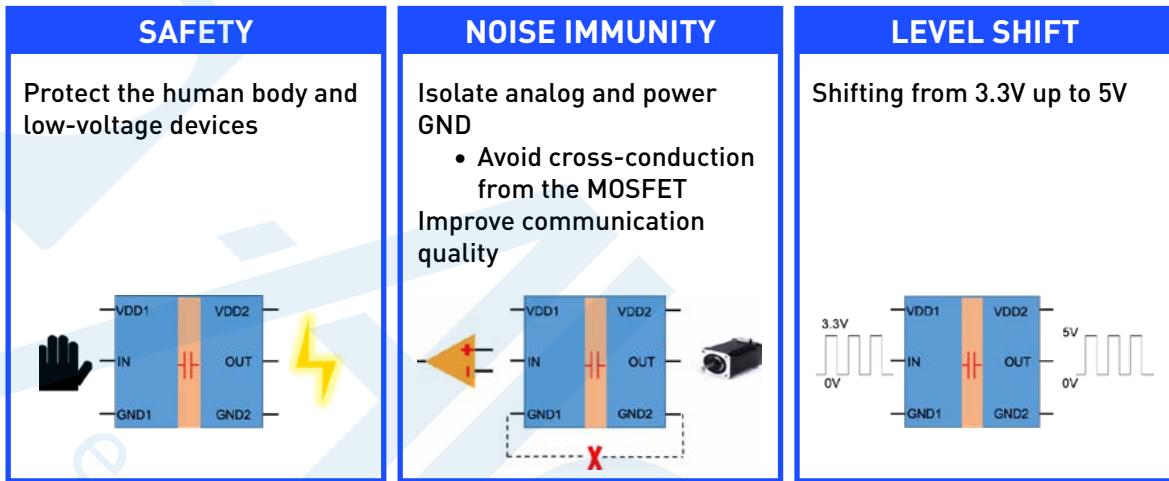 SAFETY
Protect the human body and
low-voltage devices
VDD1
VDD2
IN
OUT
GND1
GND2
NOISE IMMUNITY
Isolate analog and power
GND
• Avoid cross-conduction
from the MOSFET
Improve communication
quality
VDD1
VDD2
+
IN
OUT
-
GND1
GND2
X
LEVEL SHIFT
Shifting from 3.3V up to 5V
VDD1
VDD2
3.3V
5V
IN
OUT
0V
0V
GND1
GND2
e